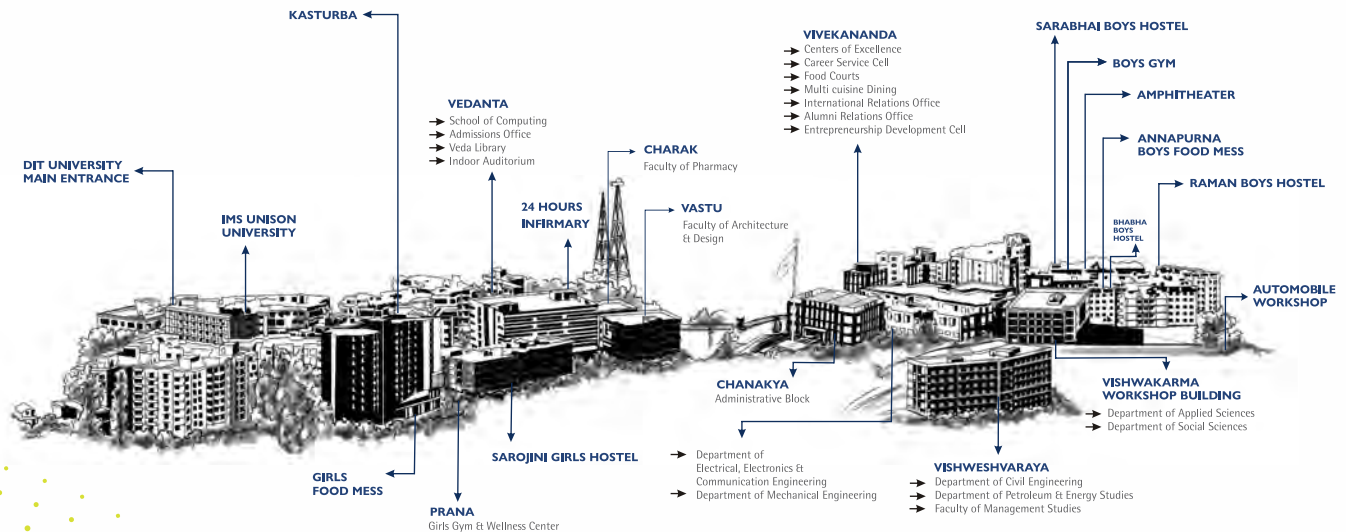 KASTURBA
VIVEKANANDA
Centers of Excellence
Career Service Cell
Food Courts
Multi cuisine Dining
International Relations Office
Alumni Relations Office
Entrepreneurship Development Cell
SARABHAI BOYS HOSTEL
BOYS GYM
AMPHITHEATER
ANNAPURNA
BOYS FOOD MESS
RAMAN BOYS HOSTEL
BHABHA
BOYS
HOSTEL
AUTOMOBILE
WORKSHOP
VEDANTA
School of Computing
Admissions Office
Veda Library
Indoor Auditorium
CHARAK
Faculty of Pharmacy
DIT UNIVERSITY
MAIN ENTRANCE
IMS UNISON
UNIVERSITY
24 HOURS
INFIRMARY
VASTU
Faculty of Architecture
& Design
CHANAKYA
Administrative Block
VISHWAKARMA
WORKSHOP BUILDING
Department of Applied Sciences
Department of Social Sciences
GIRLS
FOOD MESS
SAROJINI GIRLS HOSTEL
PRANA
Girls Gym & Wellness Center
Department of
Electrical, Electronics &
Communication Engineering
Department of Mechanical Engineering
VISHWESHVARAYA
Department of Civil Engineering
Department of Petroleum & Energy Studies
Faculty of Management Studies